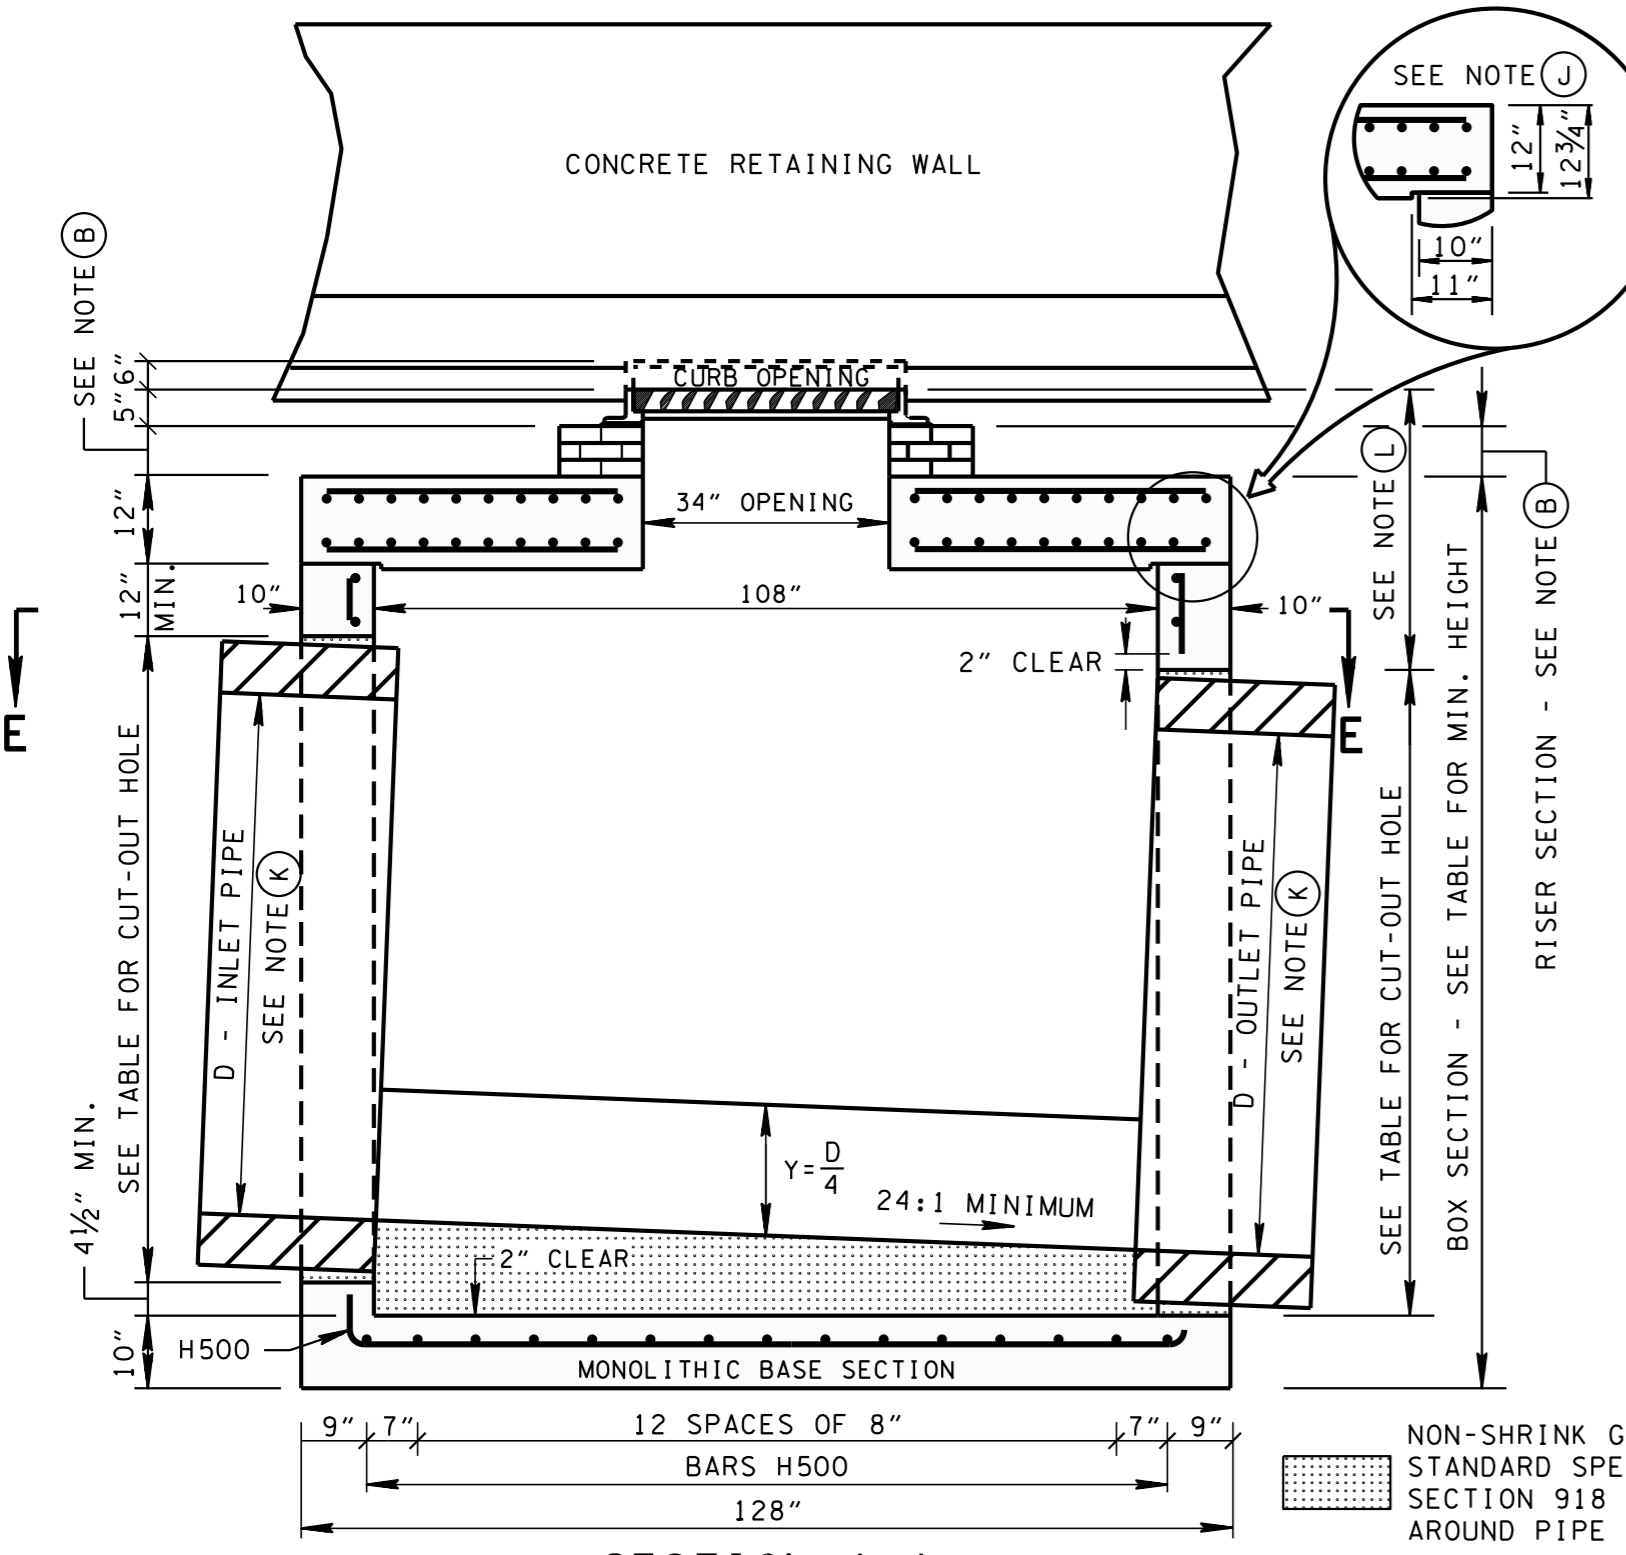 SEE NOTE J
12"
12¾"
10"
11"
CONCRETE RETAINING WALL
SEE NOTE B
6"
5"
CURB OPENING
34" OPENING
12"
12" MIN.
10"
108"
10"
2" CLEAR
SEE NOTE L
E
E
SEE TABLE FOR CUT-OUT HOLE
D - INLET PIPE
SEE NOTE K
D - OUTLET PIPE
SEE NOTE K
SEE TABLE FOR CUT-OUT HOLE
BOX SECTION - SEE TABLE FOR MIN. HEIGHT
RISER SECTION - SEE NOTE B
Y=D/4
24:1 MINIMUM
4½" MIN.
2" CLEAR
10"
H500
MONOLITHIC BASE SECTION
9" 7" 12 SPACES OF 8" 7" 9"
BARS H500
128"
NON-SHRINK G
STANDARD SPE
SECTION 918
AROUND PIPE